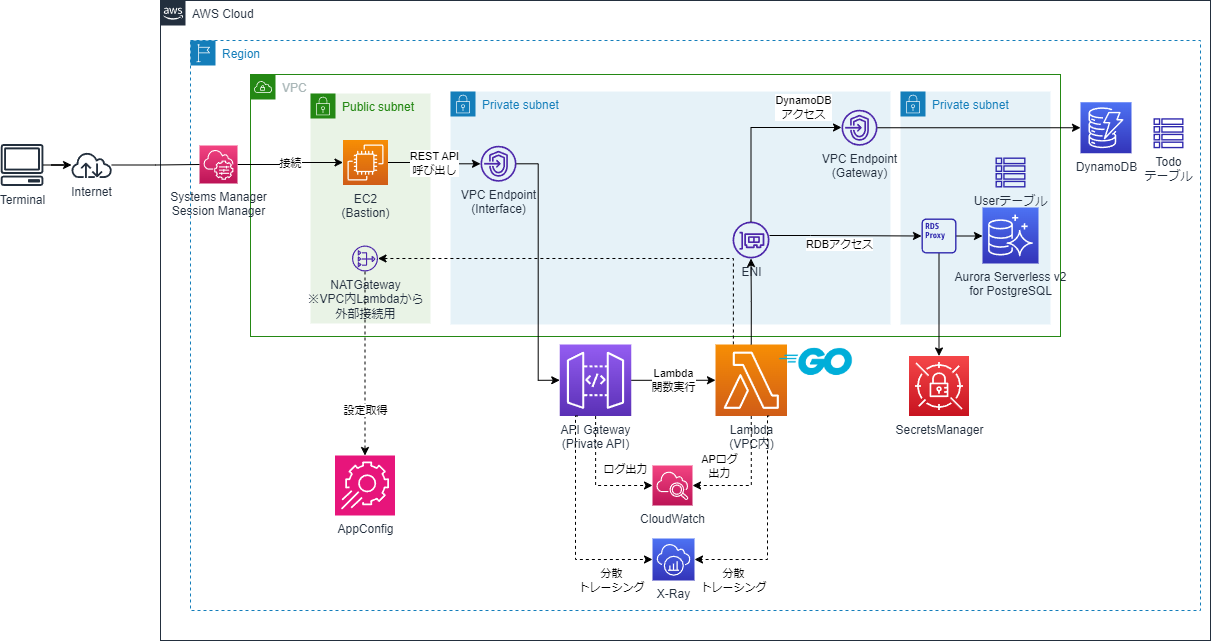 aws
AWS Cloud
Region
VPC
Public subnet
Private subnet
Private subnet
Terminal
Internet
Systems Manager
Session Manager
接続
EC2
(Bastion)
REST API
呼び出し
VPC Endpoint
(Interface)
DynamoDB
アクセス
VPC Endpoint
(Gateway)
DynamoDB
Todo
テーブル
Userテーブル
RDS
Proxy
Aurora Serverless v2
for PostgreSQL
ENI
RDBアクセス
NATGateway
※VPC内Lambdaから
外部接続用
設定取得
AppConfig
</>
API Gateway
(Private API)
Lambda
関数実行
Lambda
(VPC内)
GO
SecretsManager
ログ出力
APログ
出力
CloudWatch
分散
トレーシング
分散
トレーシング
X-Ray